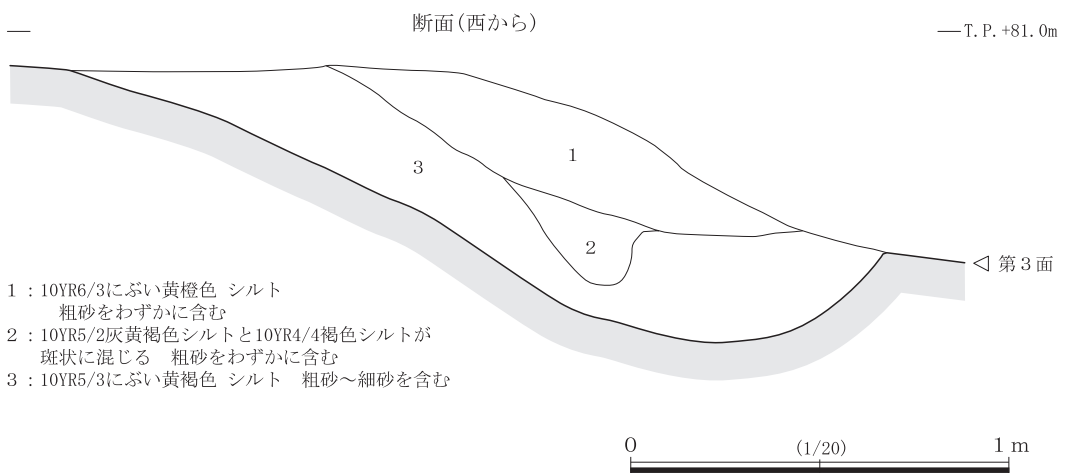 断面(西から)
T.P.+81.0m
1
3
2
第3面
1：10YR6/3にぶい黄橙色 シルト
粗砂をわずかに含む
2：10YR5/2灰黄褐色シルトと10YR4/4褐色シルトが
斑状に混じる　粗砂をわずかに含む
3：10YR5/3にぶい黄褐色 シルト　粗砂～細砂を含む
0 (1/20) 1 m